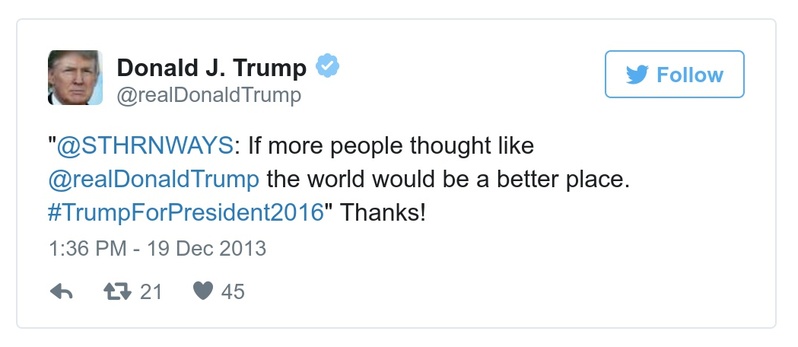 Donald J. Trump
Follow
@realDonaldTrump
"@STHRNWAYS: If more people thought like
@realDonaldTrump the world would be a better place.
#TrumpForPresident2016" Thanks!
1:36 PM - 19 Dec 2013
21 45